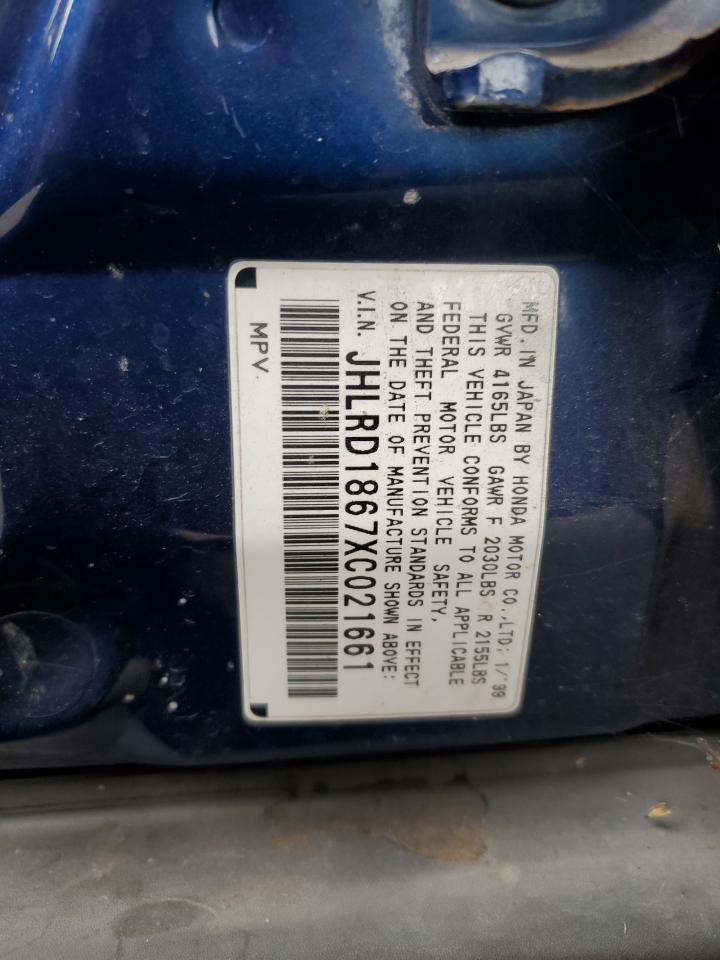 MFD. IN JAPAN BY HONDA MOTOR CO.,LTD; 1/'99
GVWR 4165LBS GAWR F 2030LBS R 2155LBS
THIS VEHICLE CONFORMS TO ALL APPLICABLE
FEDERAL MOTOR VEHICLE SAFETY,
AND THEFT PREVENTION STANDARDS IN EFFECT
ON THE DATE OF MANUFACTURE SHOWN ABOVE:
V.I.N. JHLRD1867XC021661
MPV